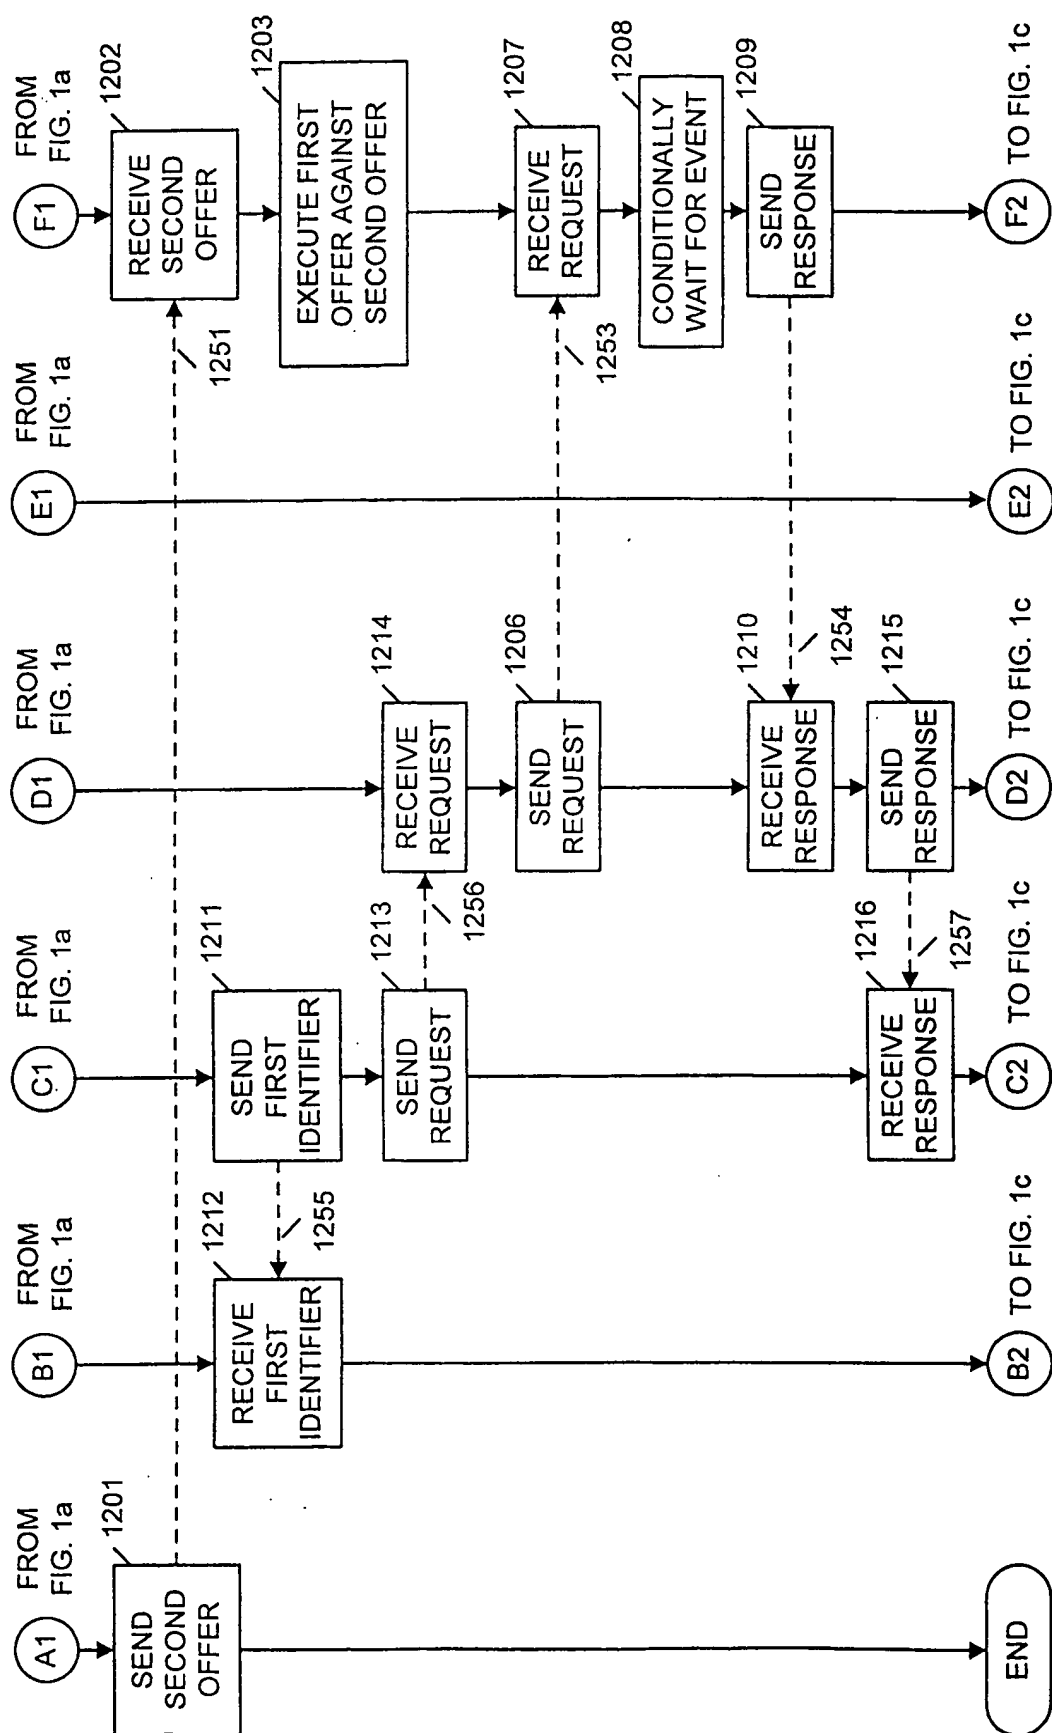 A1
FROM
FIG. 1a
1201
SEND
SECOND
OFFER
END
B1
FROM
FIG. 1a
1212
RECEIVE
FIRST
IDENTIFIER
1255
B2
TO FIG. 1c
C1
FROM
FIG. 1a
1211
SEND
FIRST
IDENTIFIER
1213
SEND
REQUEST
1256
1216
RECEIVE
RESPONSE
1257
C2
TO FIG. 1c
D1
FROM
FIG. 1a
1214
RECEIVE
REQUEST
1206
SEND
REQUEST
1210
RECEIVE
RESPONSE
1254
1215
SEND
RESPONSE
D2
TO FIG. 1c
E1
FROM
FIG. 1a
1251
1253
E2
TO FIG. 1c
F1
FROM
FIG. 1a
1202
RECEIVE
SECOND
OFFER
1203
EXECUTE FIRST
OFFER AGAINST
SECOND OFFER
1207
RECEIVE
REQUEST
1208
CONDITIONALLY
WAIT FOR EVENT
1209
SEND
RESPONSE
F2
TO FIG. 1c